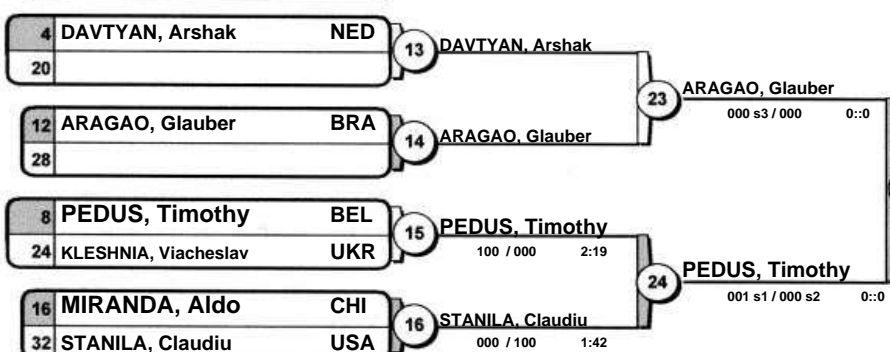 4 DAVTYAN, Arshak NED
20
13 DAVTYAN, Arshak
12 ARAGAO, Glauber BRA
28
14 ARAGAO, Glauber
23 ARAGAO, Glauber
000 s3 / 000 0::0
8 PEDUS, Timothy BEL
24 KLESHNIA, Viacheslav UKR
15 PEDUS, Timothy
100 / 000 2:19
16 MIRANDA, Aldo CHI
32 STANILA, Claudiu USA
16 STANILA, Claudiu
000 / 100 1:42
24 PEDUS, Timothy
001 s1 / 000 s2 0::0